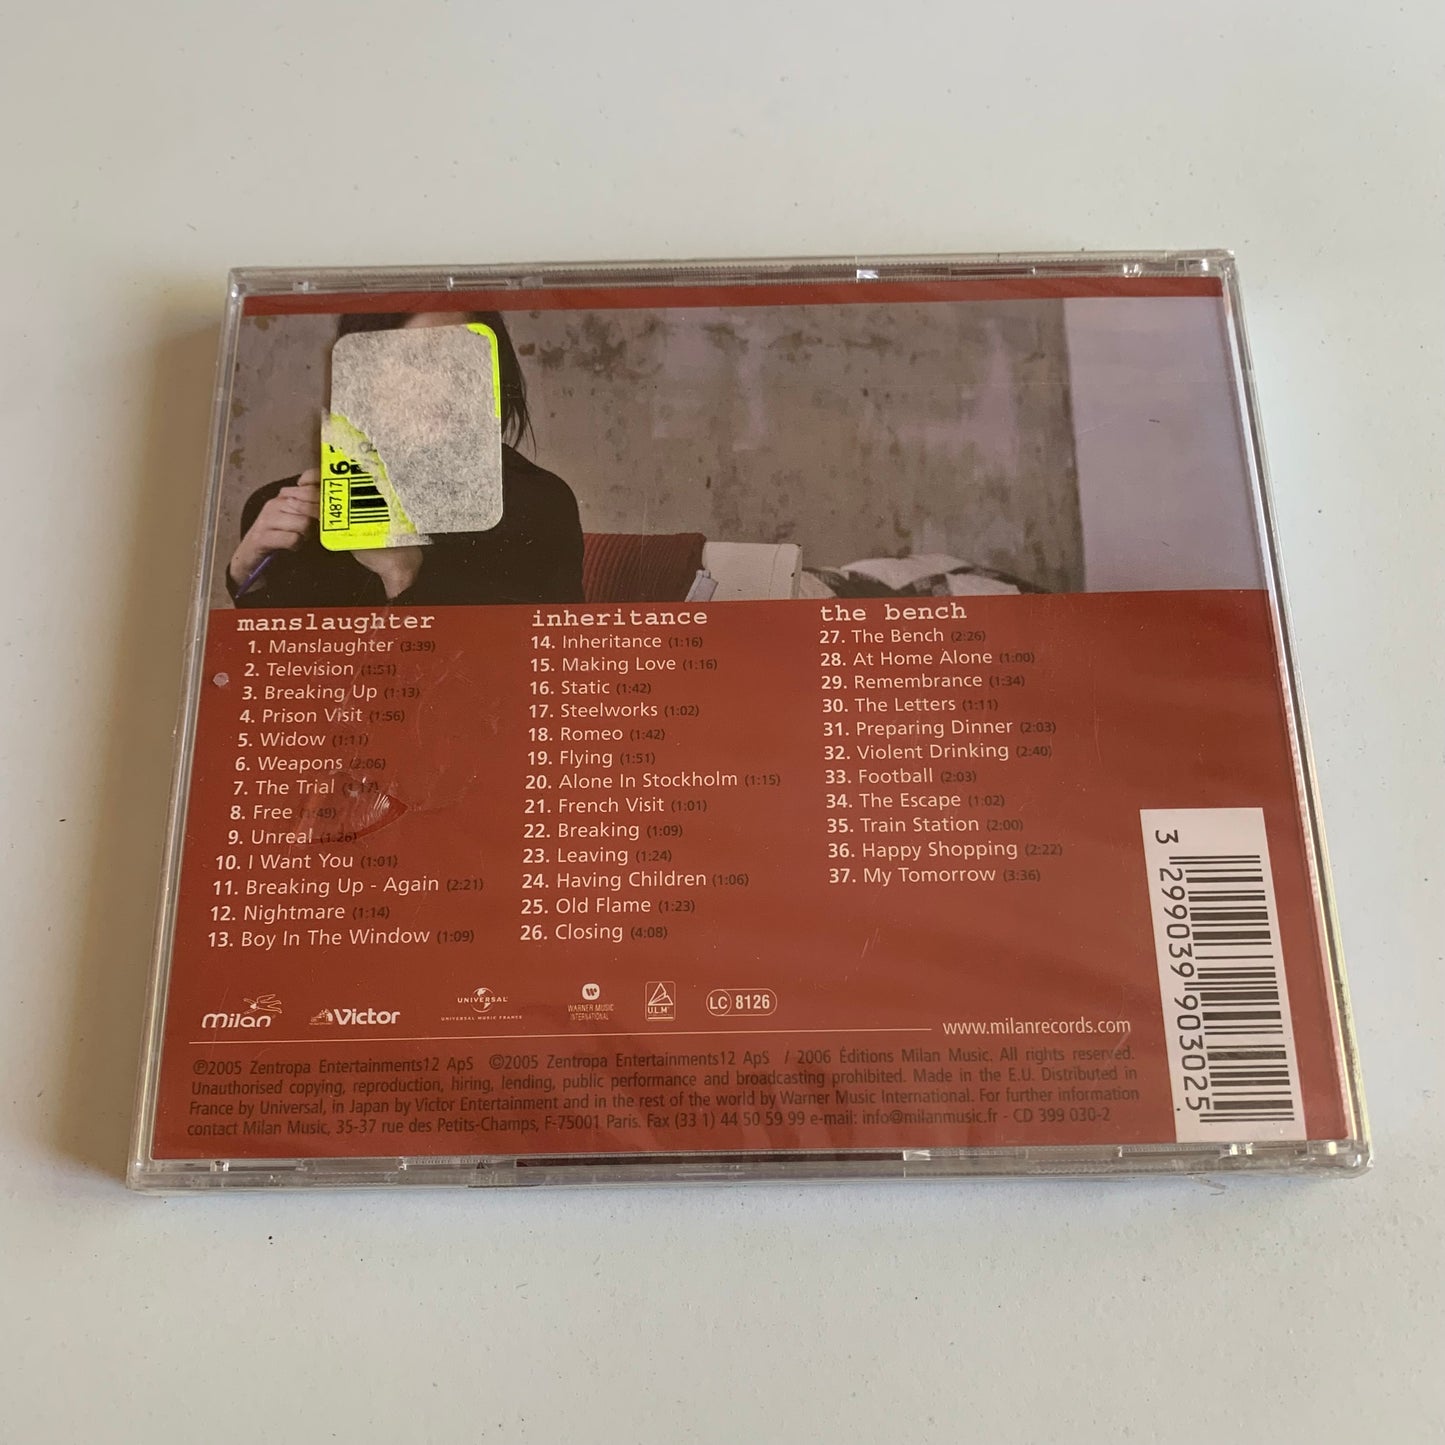 148717
manslaughter
1. Manslaughter (3:39)
2. Television (1:51)
3. Breaking Up (1:13)
4. Prison Visit (1:56)
5. Widow (1:11)
6. Weapons (2:06)
7. The Trial (1:17)
8. Free (1:49)
9. Unreal (1:26)
10. I Want You (1:01)
11. Breaking Up - Again (2:21)
12. Nightmare (1:14)
13. Boy In The Window (1:09)
inheritance
14. Inheritance (1:16)
15. Making Love (1:16)
16. Static (1:42)
17. Steelworks (1:02)
18. Romeo (1:42)
19. Flying (1:51)
20. Alone In Stockholm (1:15)
21. French Visit (1:01)
22. Breaking (1:09)
23. Leaving (1:24)
24. Having Children (1:06)
25. Old Flame (1:23)
26. Closing (4:08)
the bench
27. The Bench (2:26)
28. At Home Alone (1:00)
29. Remembrance (1:34)
30. The Letters (1:11)
31. Preparing Dinner (2:03)
32. Violent Drinking (2:40)
33. Football (2:03)
34. The Escape (1:02)
35. Train Station (2:00)
36. Happy Shopping (2:22)
37. My Tomorrow (3:36)
3 299039 903025
milan
Victor
UNIVERSAL
UNIVERSAL MUSIC FRANCE
WARNER MUSIC
INTERNATIONAL
U.L.M
LC 8126
www.milanrecords.com
℗2005 Zentropa Entertainments12 ApS ©2005 Zentropa Entertainments12 ApS / 2006 Éditions Milan Music. All rights reserved.
Unauthorised copying, reproduction, hiring, lending, public performance and broadcasting prohibited. Made in the E.U. Distributed in
France by Universal, in Japan by Victor Entertainment and in the rest of the world by Warner Music International. For further information
contact Milan Music, 35-37 rue des Petits-Champs, F-75001 Paris. Fax (33 1) 44 50 59 99 e-mail: info@milanmusic.fr - CD 399 030-2